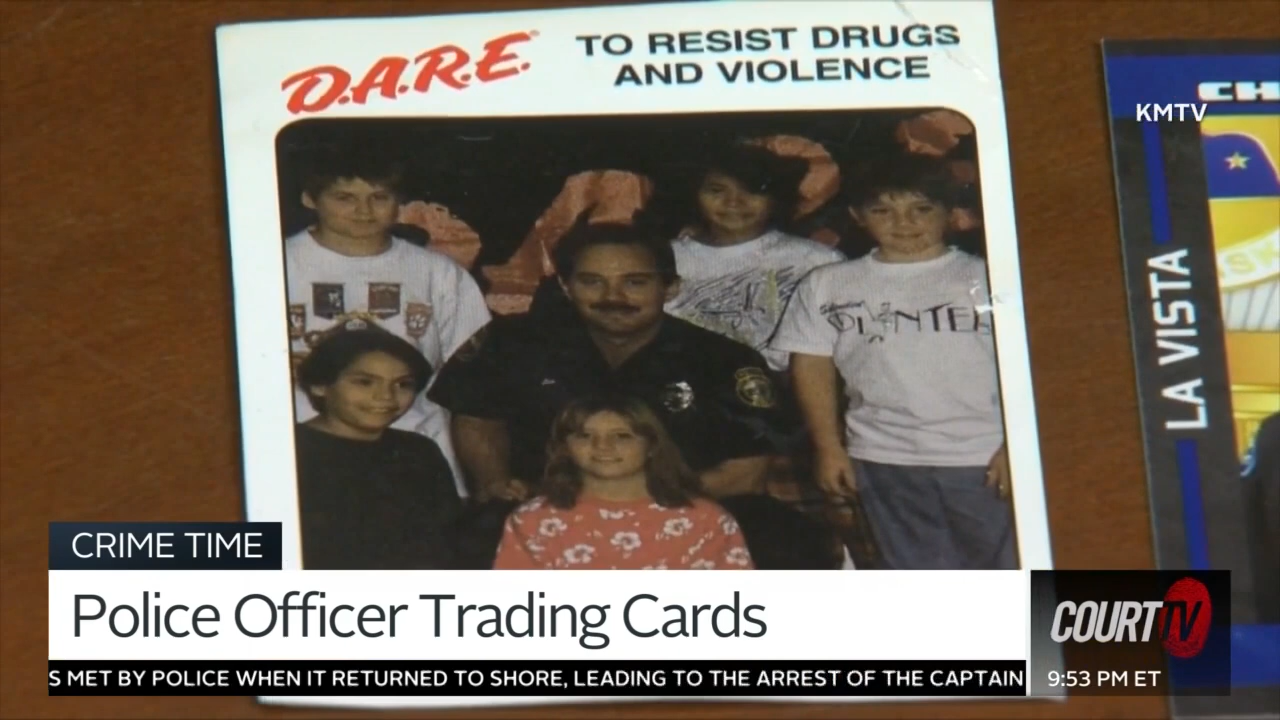 D.A.R.E.® TO RESIST DRUGS
AND VIOLENCE
CH
KMTV
LA VISTA
CRIME TIME
Police Officer Trading Cards
COURT TV
S MET BY POLICE WHEN IT RETURNED TO SHORE, LEADING TO THE ARREST OF THE CAPTAIN
9:53 PM ET